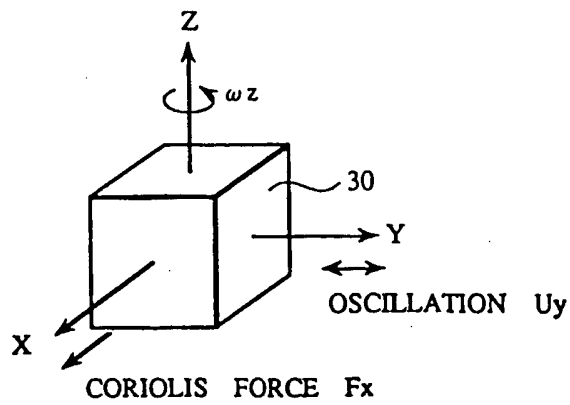 Z
ωz
30
Y
OSCILLATION Uy
X
CORIOLIS FORCE Fx